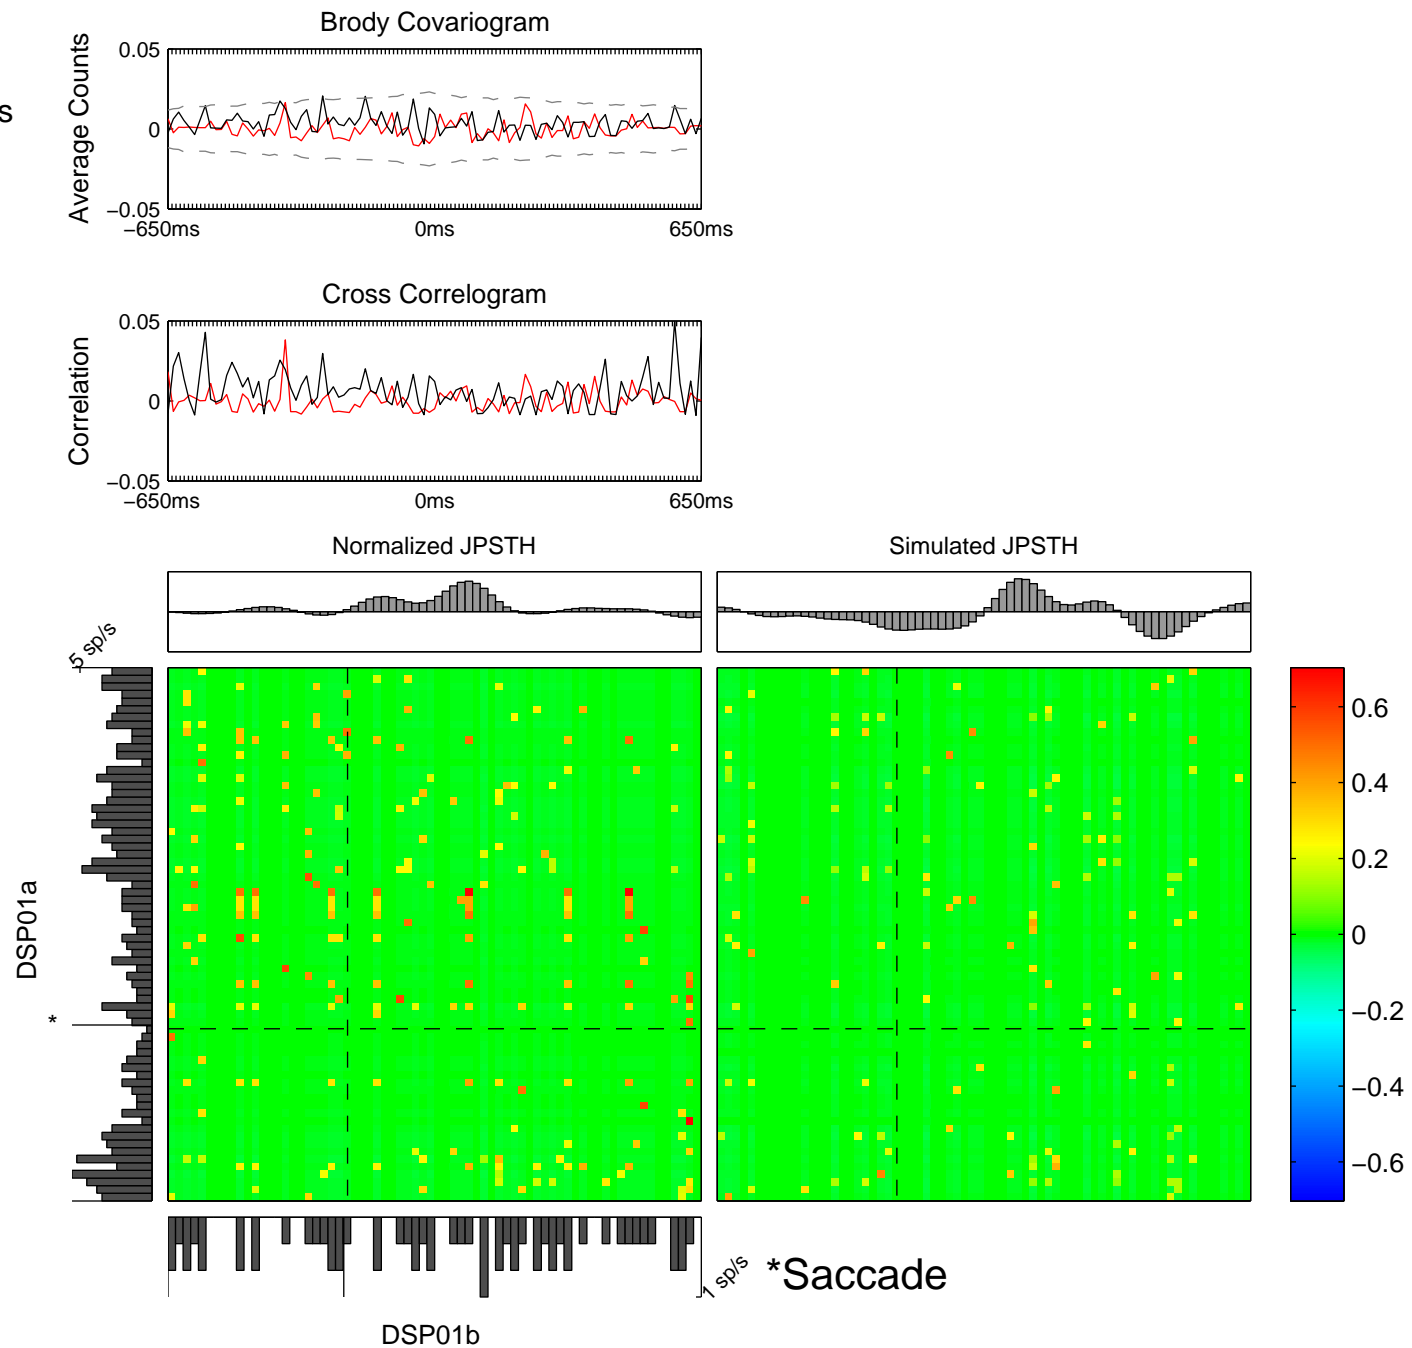 Brody Covariogram
s
Average Counts
0.05
0
−0.05
−650ms
0ms
650ms
Cross Correlogram
Correlation
0.05
0
−0.05
−650ms
0ms
650ms
Normalized JPSTH
Simulated JPSTH
5 sp/s
DSP01a
*
0.6
0.4
0.2
0
−0.2
−0.4
−0.6
1 sp/s
*Saccade
DSP01b